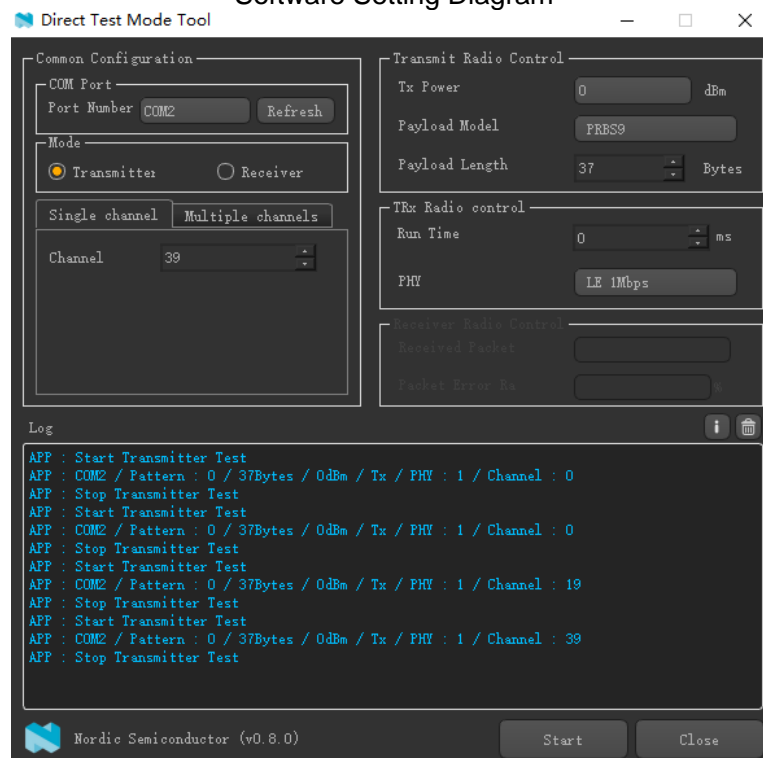 Software Setting Diagram
Direct Test Mode Tool
Common Configuration
COM Port
Port Number COM2 Refresh
Mode
Transmitter Receiver
Single channel Multiple channels
Channel 39
Transmit Radio Control
Tx Power 0 dBm
Payload Model PRBS9
Payload Length 37 Bytes
TRx Radio control
Run Time 0 ms
PHY LE 1Mbps
Receiver Radio Control
Received Packet
Packet Error Ra %
Log
APP : Start Transmitter Test
APP : COM2 / Pattern : 0 / 37Bytes / 0dBm / Tx / PHY : 1 / Channel : 0
APP : Stop Transmitter Test
APP : Start Transmitter Test
APP : COM2 / Pattern : 0 / 37Bytes / 0dBm / Tx / PHY : 1 / Channel : 0
APP : Stop Transmitter Test
APP : Start Transmitter Test
APP : COM2 / Pattern : 0 / 37Bytes / 0dBm / Tx / PHY : 1 / Channel : 19
APP : Stop Transmitter Test
APP : Start Transmitter Test
APP : COM2 / Pattern : 0 / 37Bytes / 0dBm / Tx / PHY : 1 / Channel : 39
APP : Stop Transmitter Test
Nordic Semiconductor (v0.8.0)
Start Close